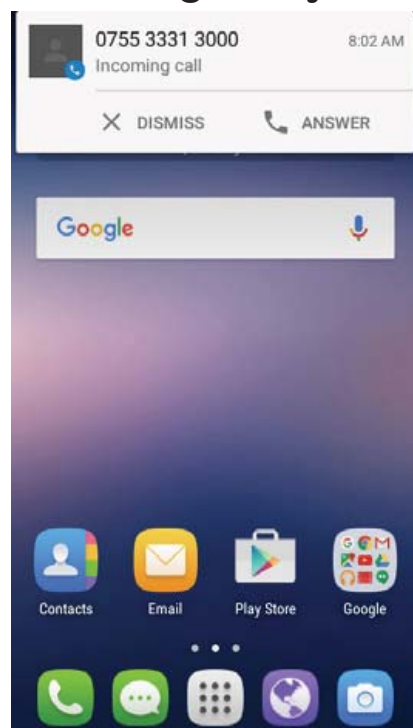 0755 3331 3000 8:02 AM
Incoming call
DISMISS ANSWER
Google
Contacts Email Play Store Google